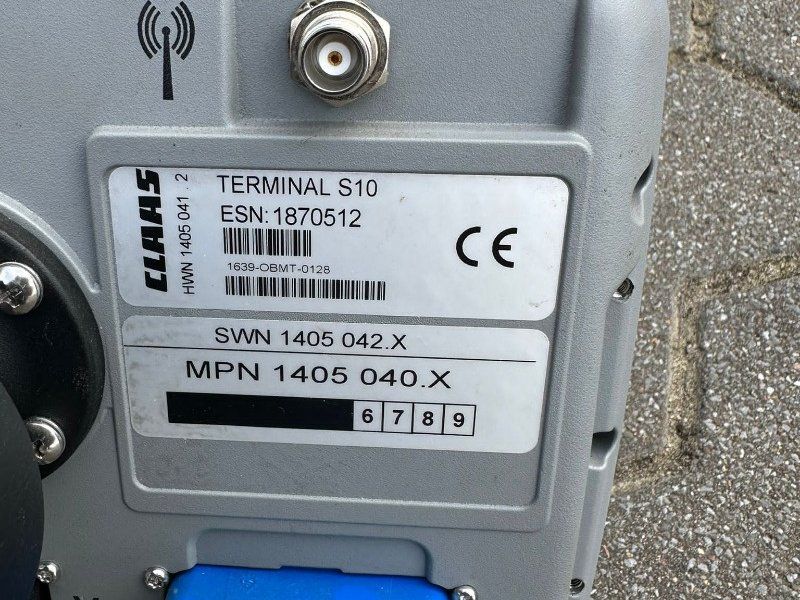 CLAAS
HWN 1405 041 . 2
TERMINAL S10
ESN: 1870512
1639-OBMT-0128
CE
SWN 1405 042.X
MPN 1405 040.X
6 7 8 9